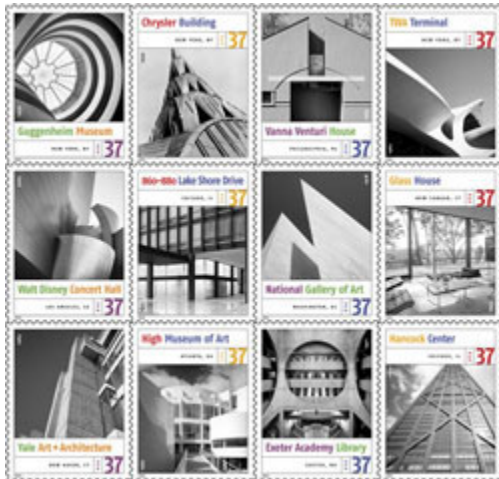 Guggenheim Museum
NEW YORK, NY 37
Chrysler Building
NEW YORK, NY 37
Vanna Venturi House
PHILADELPHIA, PA 37
TWA Terminal
NEW YORK, NY 37
Walt Disney Concert Hall
LOS ANGELES, CA 37
860–880 Lake Shore Drive
CHICAGO, IL 37
National Gallery of Art
WASHINGTON, DC 37
Glass House
NEW CANAAN, CT 37
Yale Art + Architecture
NEW HAVEN, CT 37
High Museum of Art
ATLANTA, GA 37
Exeter Academy Library
EXETER, NH 37
Hancock Center
CHICAGO, IL 37